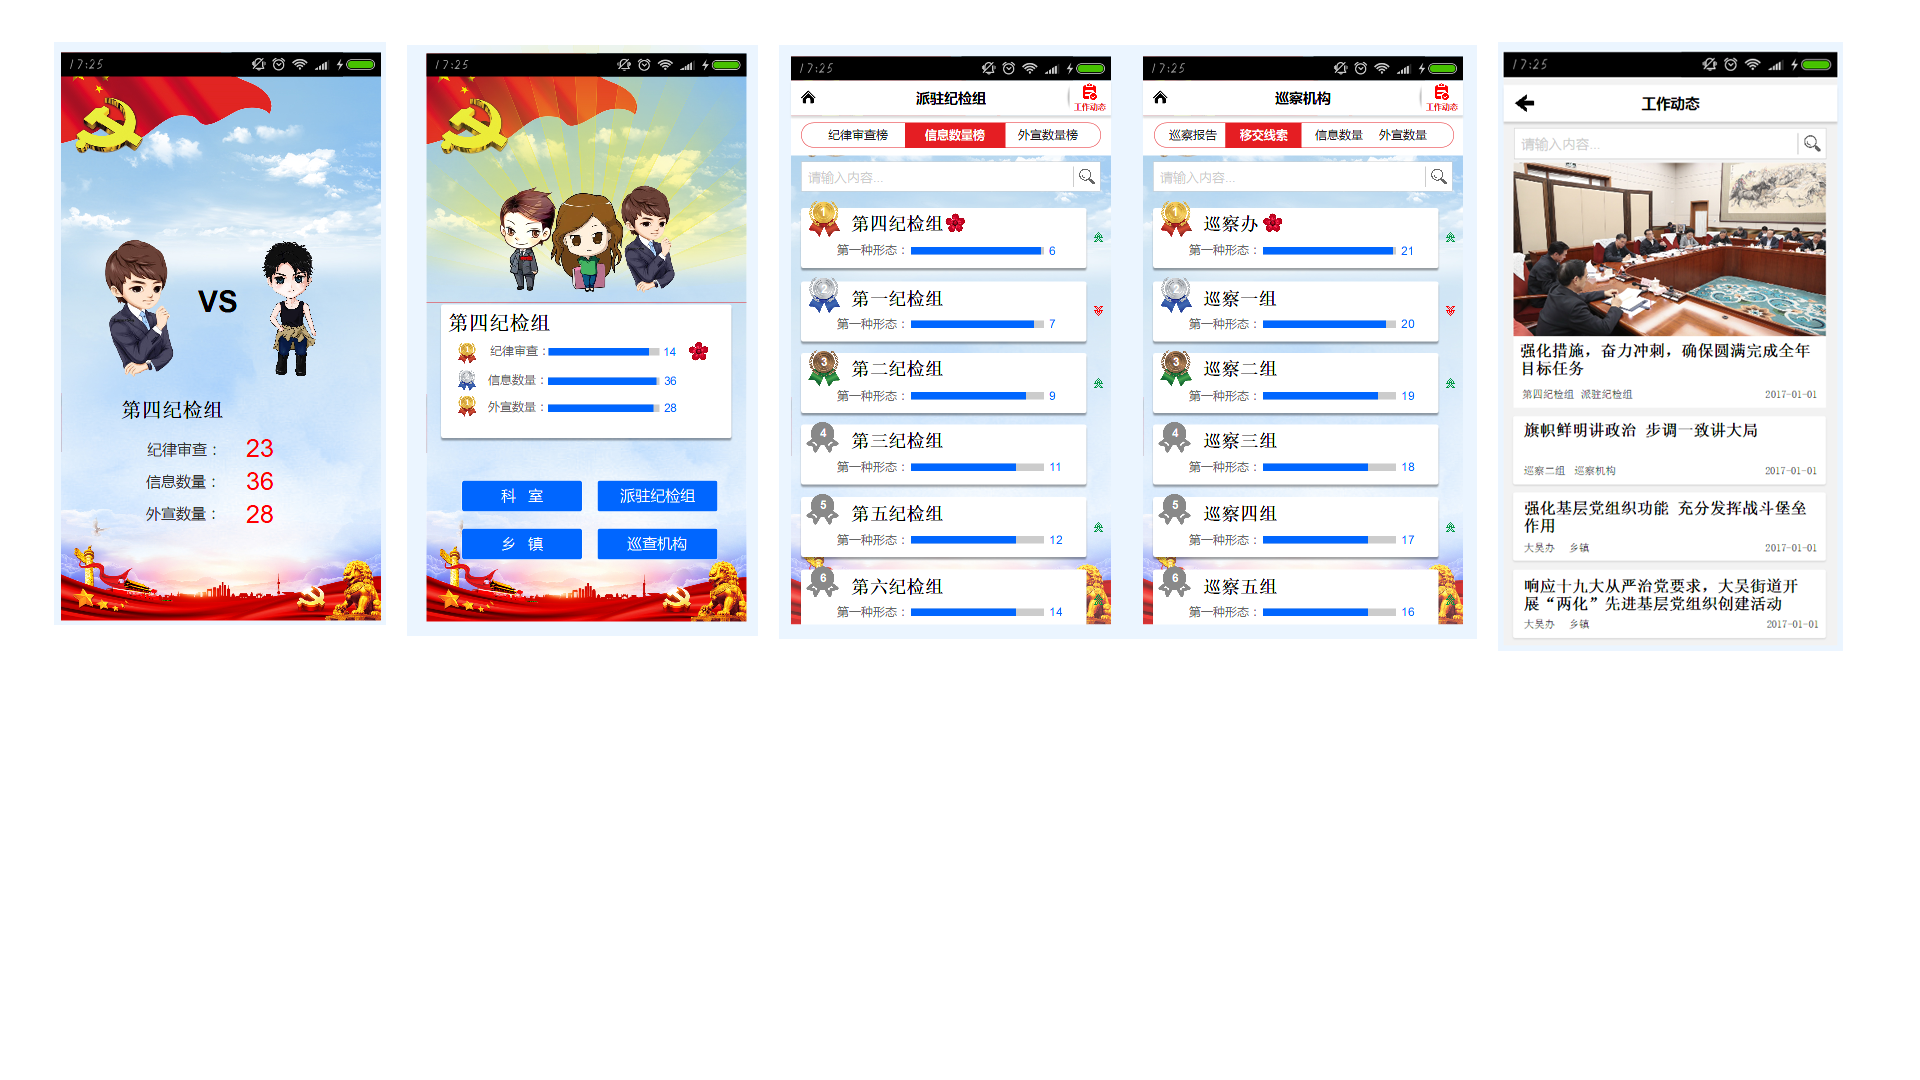 17:25
VS
第四纪检组
纪律审查： 23
信息数量： 36
外宣数量： 28
17:25
第四纪检组
1 纪律审查： 14
2 信息数量： 36
1 外宣数量： 28
科 室 派驻纪检组
乡 镇 巡查机构
17:25
派驻纪检组 工作动态
纪律审查榜 信息数量榜 外宣数量榜
请输入内容...
1 第四纪检组
第一种形态： 6
2 第一纪检组
第一种形态： 7
3 第二纪检组
第一种形态： 9
4 第三纪检组
第一种形态： 11
5 第五纪检组
第一种形态： 12
6 第六纪检组
第一种形态： 14
17:25
巡察机构 工作动态
巡察报告 移交线索 信息数量 外宣数量
请输入内容...
1 巡察办
第一种形态： 21
2 巡察一组
第一种形态： 20
3 巡察二组
第一种形态： 19
4 巡察三组
第一种形态： 18
5 巡察四组
第一种形态： 17
6 巡察五组
第一种形态： 16
17:25
工作动态
请输入内容...
强化措施，奋力冲刺，确保圆满完成全年
目标任务
第四纪检组 派驻纪检组 2017-01-01
旗帜鲜明讲政治 步调一致讲大局
巡察二组 巡察机构 2017-01-01
强化基层党组织功能 充分发挥战斗堡垒
作用
大吴办 乡镇 2017-01-01
响应十九大从严治党要求，大吴街道开
展“两化”先进基层党组织创建活动
大吴办 乡镇 2017-01-01